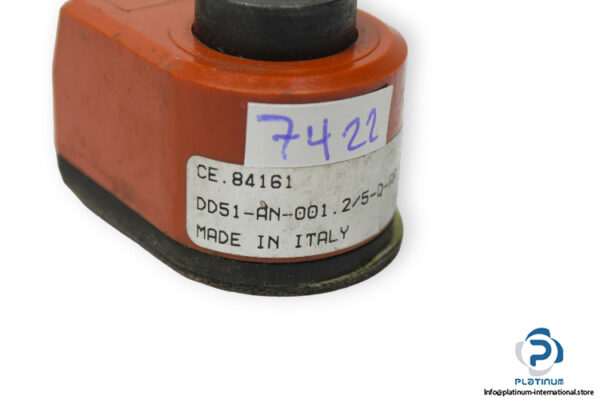 7422
CE.84161
DD51-AN-001.2/5-D-
MADE IN ITALY
PLATINUM
Info@platinum-international.store